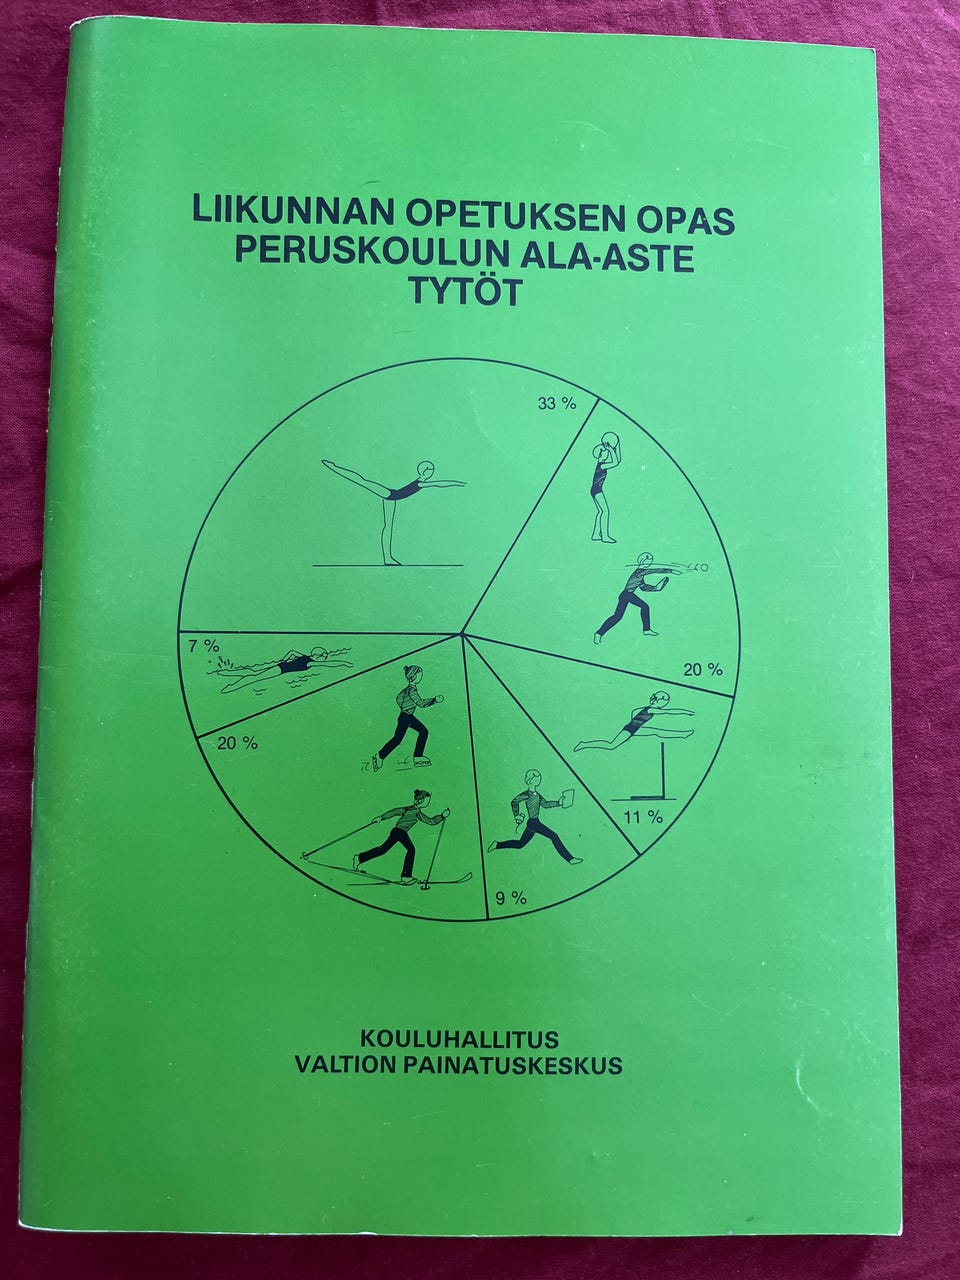 LIIKUNNAN OPETUKSEN OPAS
PERUSKOULUN ALA-ASTE
TYTÖT
33 %
20 %
7 %
20 %
11 %
9 %
KOULUHALLITUS
VALTION PAINATUSKESKUS